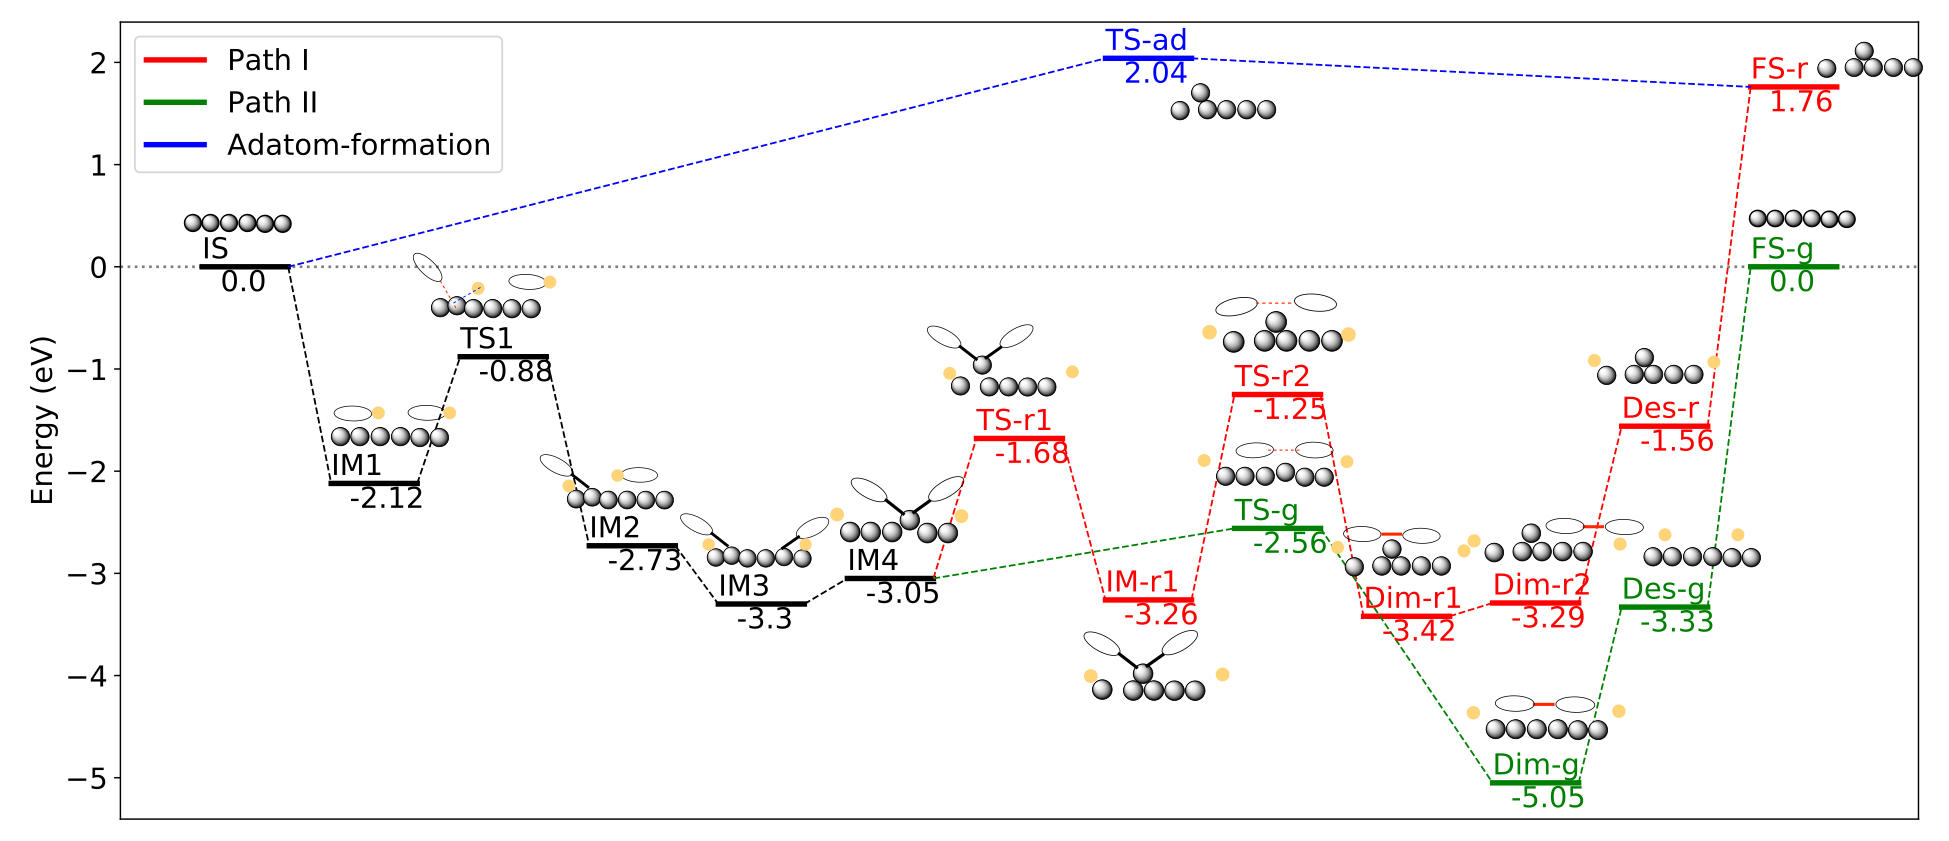 Path I
Path II
Adatom-formation
Energy (eV)
2
1
0
−1
−2
−3
−4
−5
IS
0.0
IM1
-2.12
TS1
-0.88
IM2
-2.73
IM3
-3.3
IM4
-3.05
TS-r1
-1.68
TS-ad
2.04
IM-r1
-3.26
TS-r2
-1.25
TS-g
-2.56
Dim-r1
-3.42
Dim-r2
-3.29
Dim-g
-5.05
Des-r
-1.56
Des-g
-3.33
FS-r
1.76
FS-g
0.0